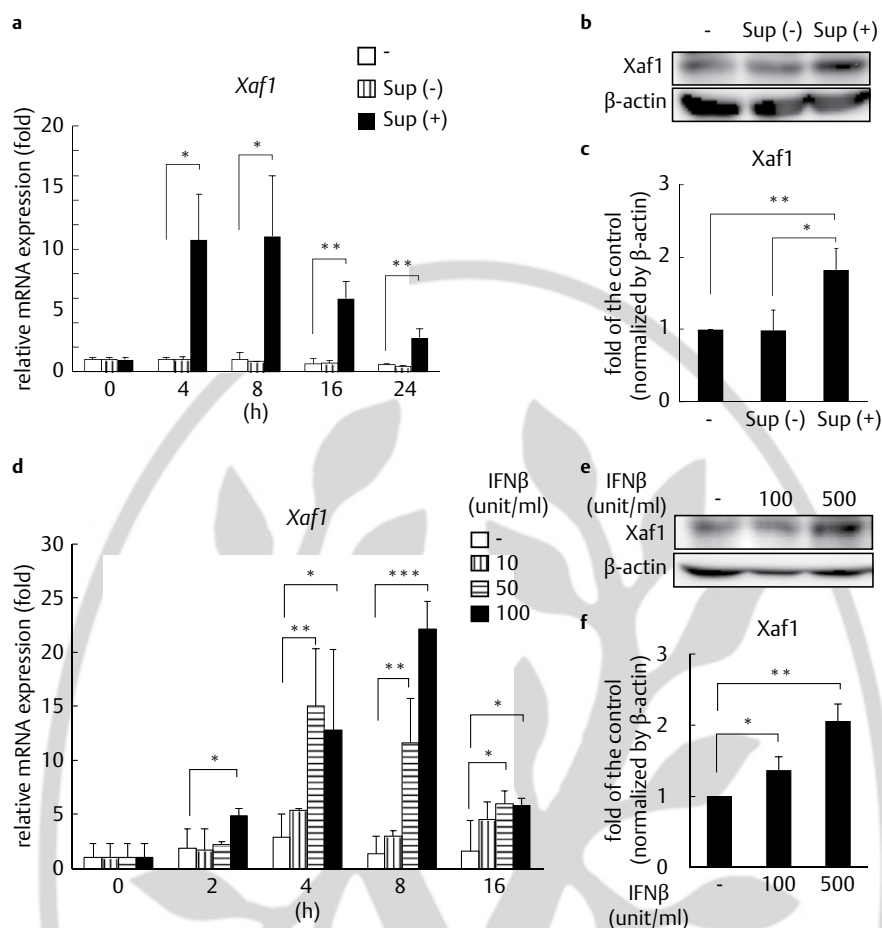 a
Xaf1
-
Sup (-)
Sup (+)
relative mRNA expression (fold)
20
15
10
5
0
*
*
**
**
0 4 8 16 24
(h)
b
- Sup (-) Sup (+)
Xaf1
β-actin
c
Xaf1
fold of the control
(normalized by β-actin)
3
2
1
0
**
*
- Sup (-) Sup (+)
d
Xaf1
IFNβ
(unit/ml)
-
10
50
100
relative mRNA expression (fold)
30
25
20
15
10
5
0
*
*
**
***
**
*
*
0 2 4 8 16
(h)
e
IFNβ
(unit/ml)
- 100 500
Xaf1
β-actin
f
Xaf1
fold of the control
(normalized by β-actin)
3
2
1
0
**
*
IFNβ
(unit/ml)
- 100 500